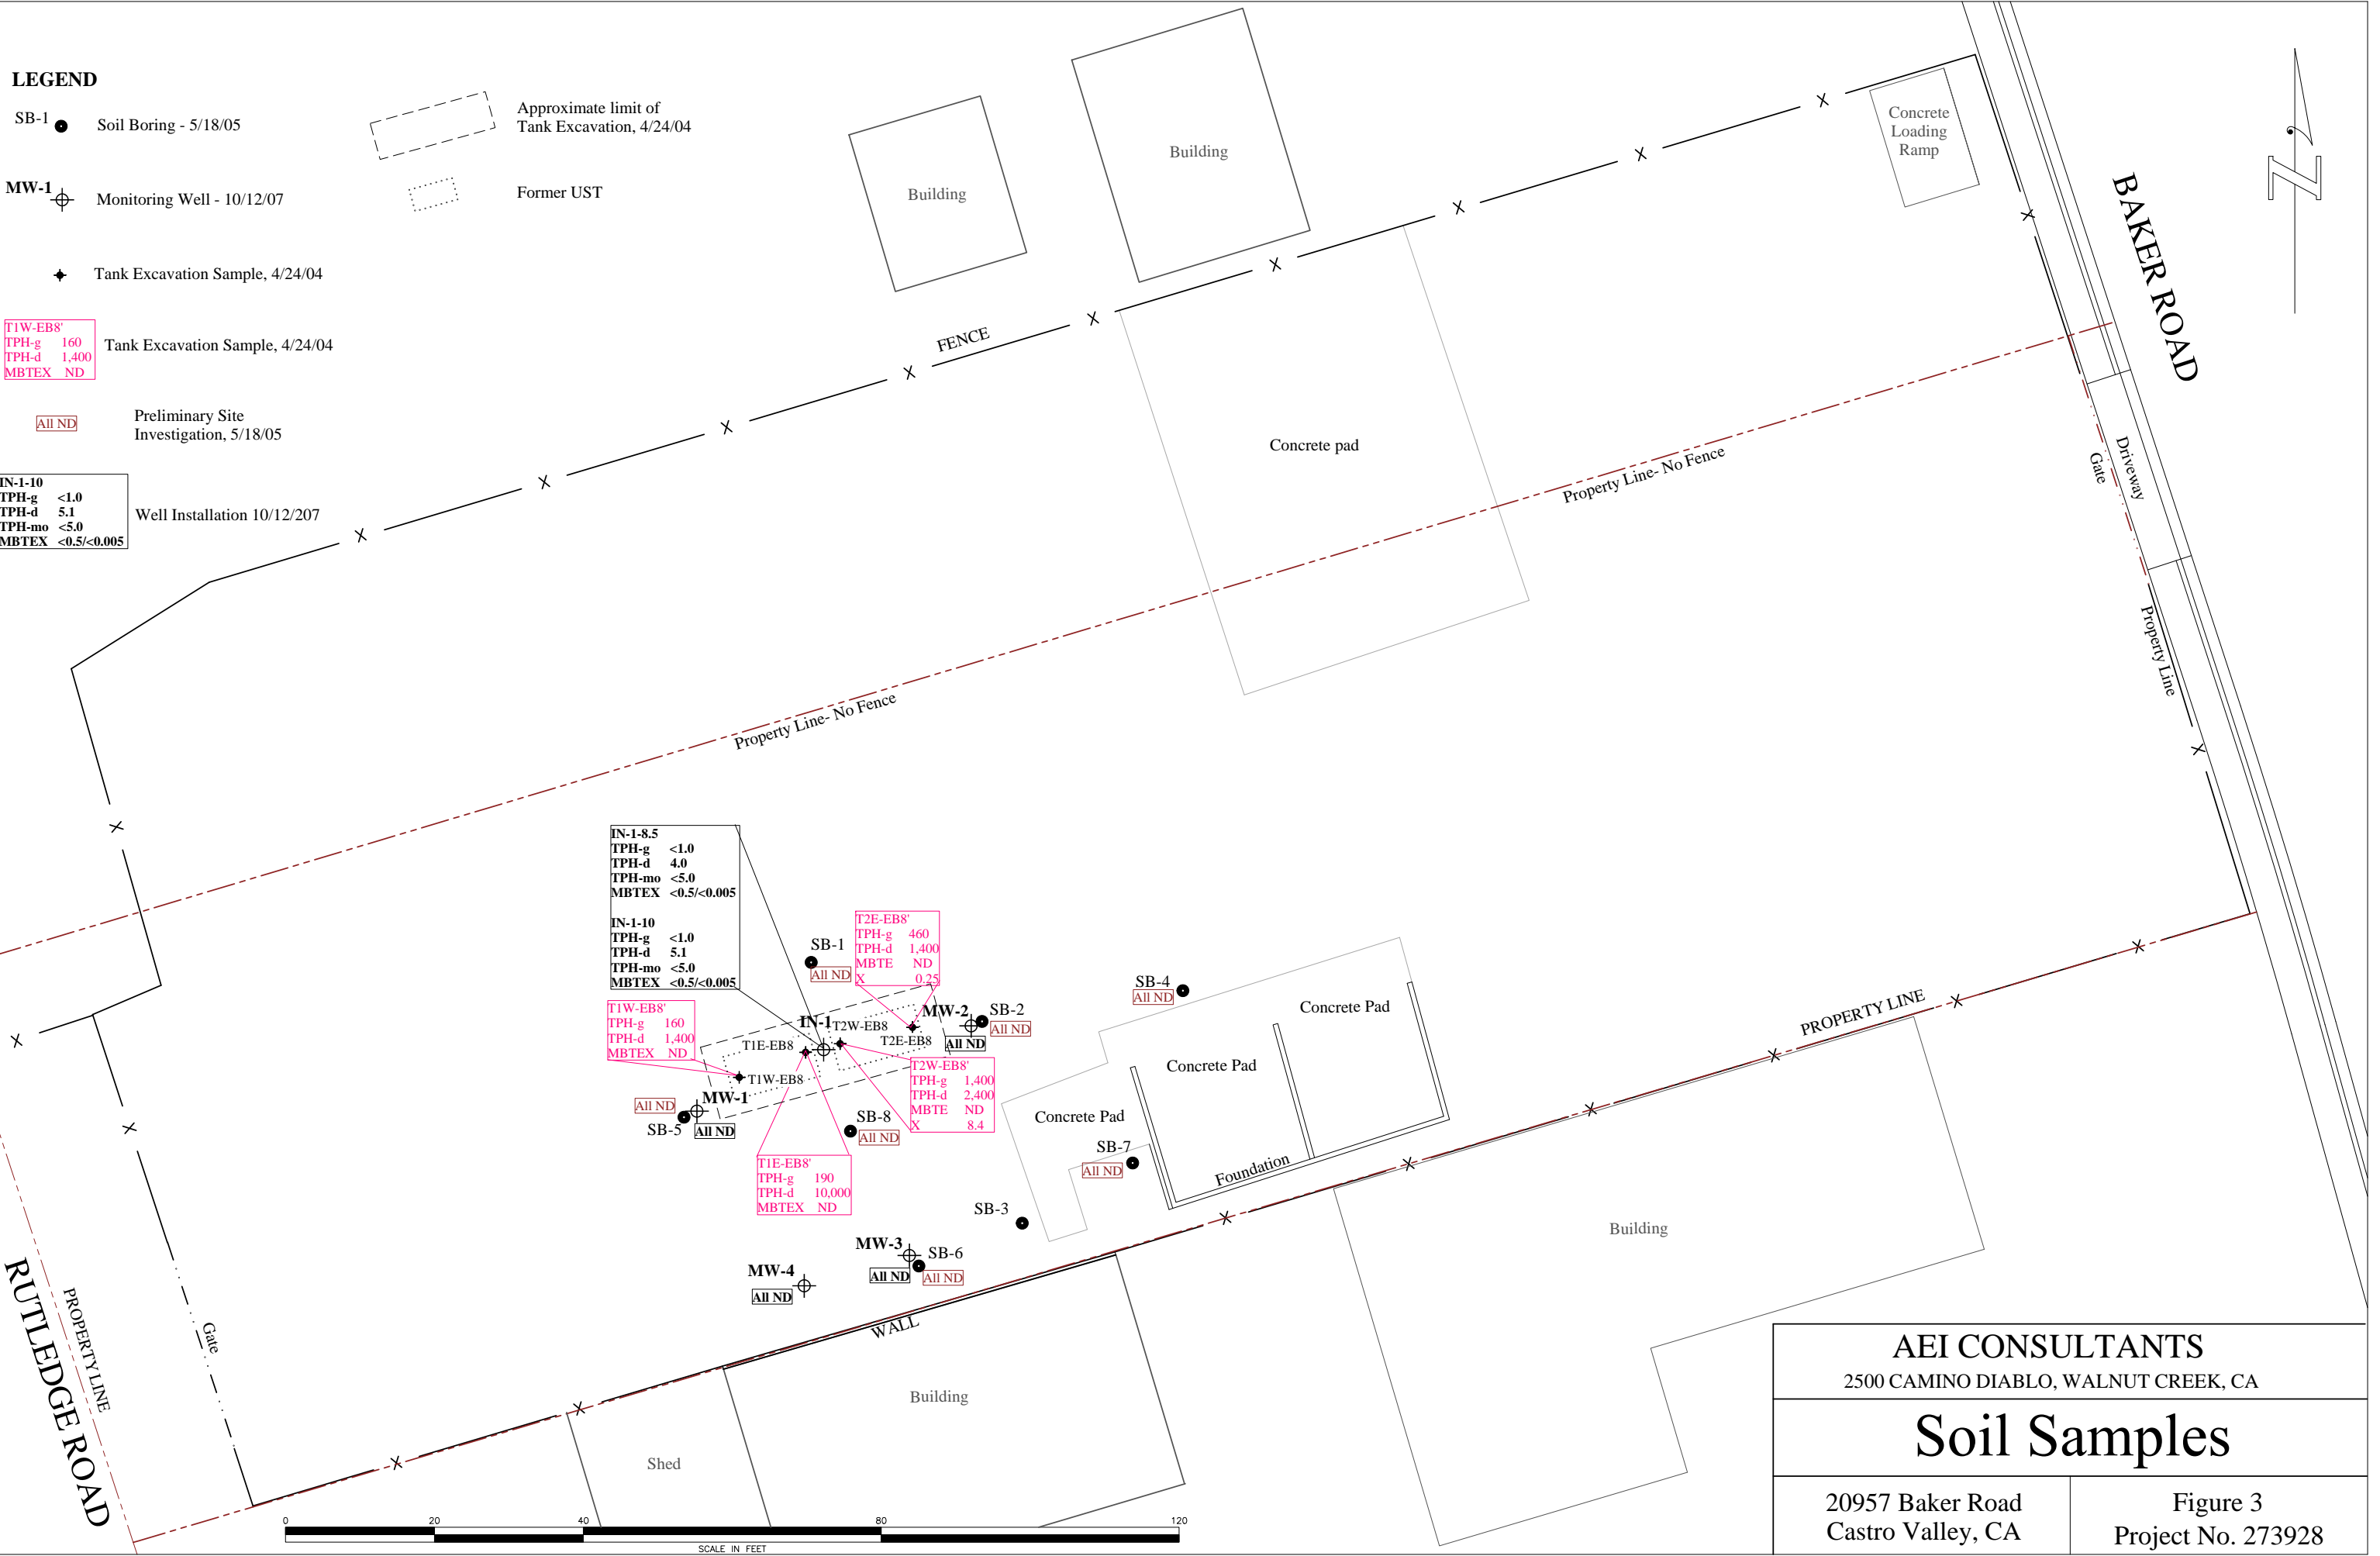 LEGEND
SB-1
Soil Boring - 5/18/05
Approximate limit of
Tank Excavation, 4/24/04
MW-1
Monitoring Well - 10/12/07
Former UST
Tank Excavation Sample, 4/24/04
T1W-EB8'
TPH-g 160
TPH-d 1,400
MBTEX ND
Tank Excavation Sample, 4/24/04
All ND
Preliminary Site
Investigation, 5/18/05
IN-1-10
TPH-g <1.0
TPH-d 5.1
TPH-mo <5.0
MBTEX <0.5/<0.005
Well Installation 10/12/207
Building
Building
Concrete
Loading
Ramp
N
BAKER ROAD
FENCE
Concrete pad
Property Line- No Fence
Driveway
Gate
Property Line
Property Line- No Fence
IN-1-8.5
TPH-g <1.0
TPH-d 4.0
TPH-mo <5.0
MBTEX <0.5/<0.005
IN-1-10
TPH-g <1.0
TPH-d 5.1
TPH-mo <5.0
MBTEX <0.5/<0.005
SB-1
All ND
T2E-EB8'
TPH-g 460
TPH-d 1,400
MBTE ND
X 0.25
SB-4
All ND
T1W-EB8'
TPH-g 160
TPH-d 1,400
MBTEX ND
IN-1
T2W-EB8
T2E-EB8
MW-2
All ND
SB-2
All ND
T1E-EB8
T1W-EB8
T2W-EB8'
TPH-g 1,400
TPH-d 2,400
MBTE ND
X 8.4
Concrete Pad
Concrete Pad
Concrete Pad
PROPERTY LINE
All ND
SB-5
MW-1
All ND
SB-8
All ND
SB-7
All ND
Foundation
T1E-EB8'
TPH-g 190
TPH-d 10,000
MBTEX ND
SB-3
MW-3
All ND
SB-6
All ND
MW-4
All ND
Building
WALL
Building
Shed
Gate
PROPERTY LINE
RUTLEDGE ROAD
0 20 40 80 120
SCALE IN FEET
AEI CONSULTANTS
2500 CAMINO DIABLO, WALNUT CREEK, CA
Soil Samples
20957 Baker Road
Castro Valley, CA
Figure 3
Project No. 273928